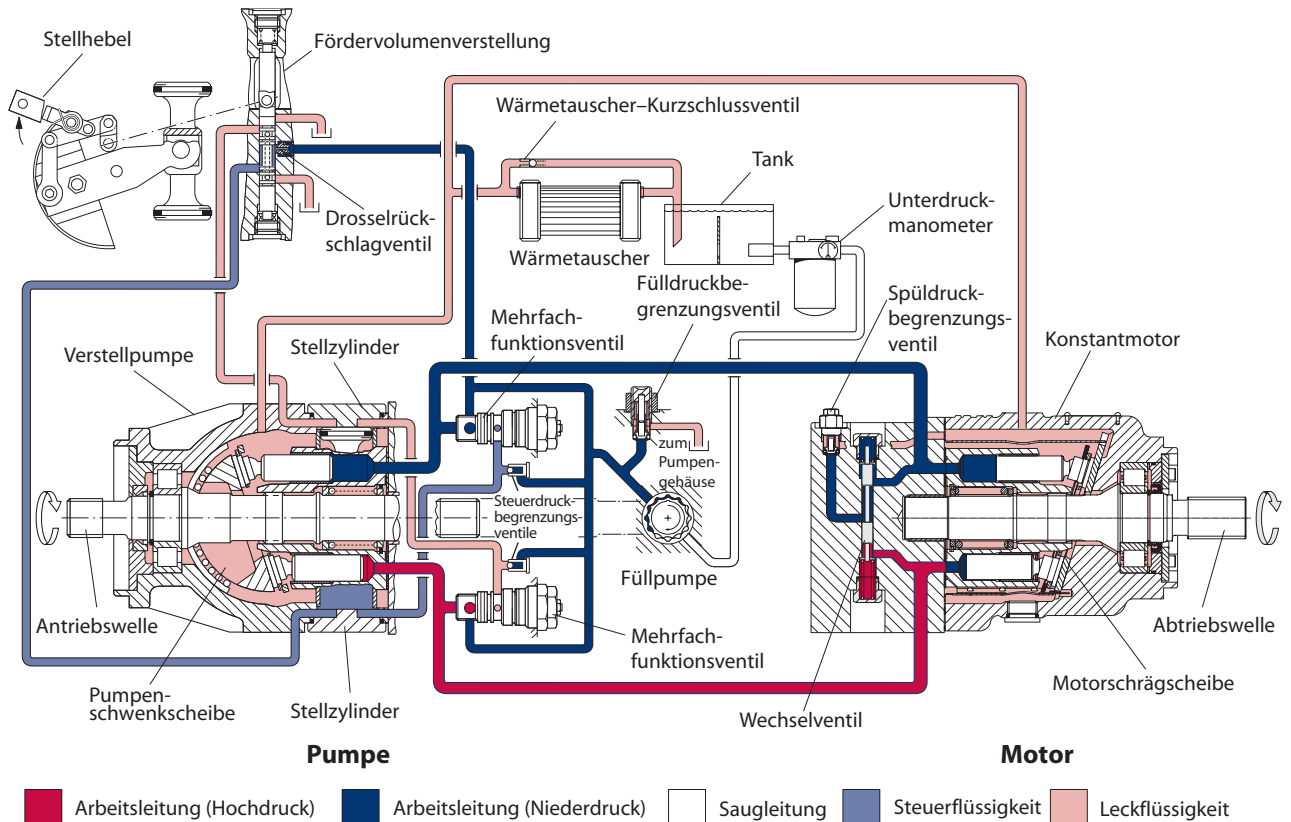 Stellhebel
Fördervolumenverstellung
Wärmetauscher–Kurzschlussventil
Tank
Unterdruck-
manometer
Drosselrück-
schlagventil
Wärmetauscher
Fülldruckbe-
grenzungsventil
Spüldruck-
begrenzungs-
ventil
Mehrfach-
funktionsventil
Verstellpumpe
Stellzylinder
Konstantmotor
zum
Pumpen-
gehäuse
Steuerdruck-
begrenzungs-
ventile
Füllpumpe
Antriebswelle
Mehrfach-
funktionsventil
Abtriebswelle
Pumpen-
schwenkscheibe
Stellzylinder
Wechselventil
Motorschrägscheibe
Pumpe
Motor
Arbeitsleitung (Hochdruck)
Arbeitsleitung (Niederdruck)
Saugleitung
Steuerflüssigkeit
Leckflüssigkeit